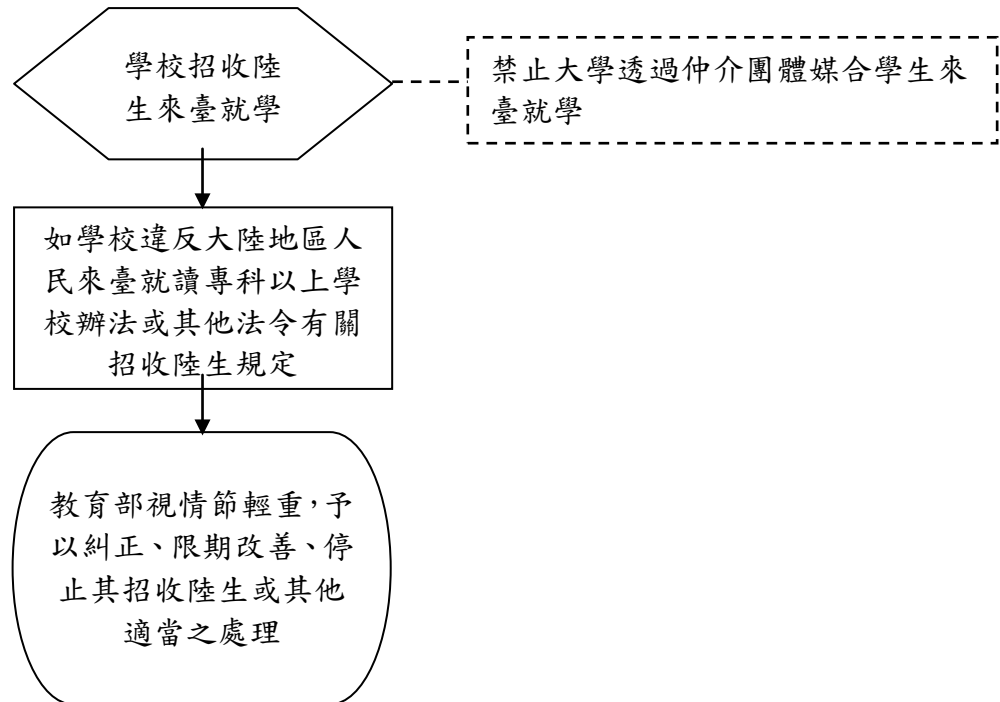 學校招收陸
生來臺就學
禁止大學透過仲介團體媒合學生來
臺就學
如學校違反大陸地區人
民來臺就讀專科以上學
校辦法或其他法令有關
招收陸生規定
教育部視情節輕重，予
以糾正、限期改善、停
止其招收陸生或其他
適當之處理